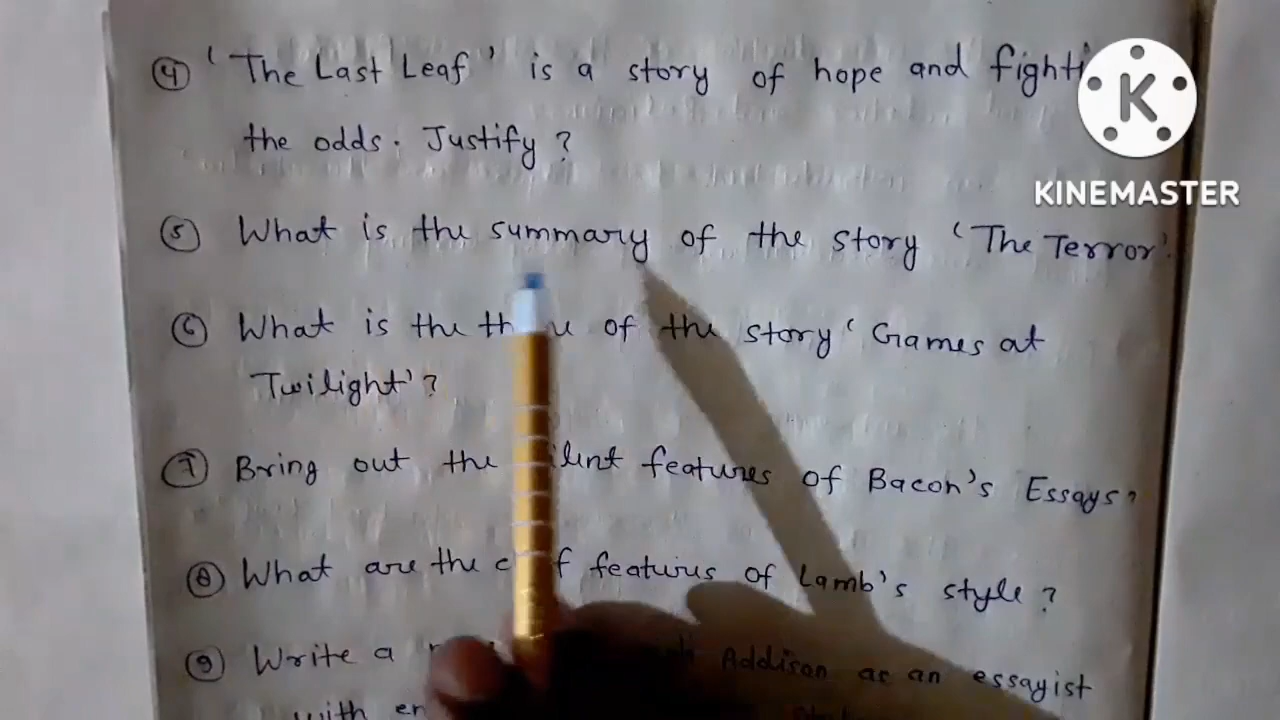 ④ 'The Last Leaf' is a story of hope and fighti
the odds. Justify?
⑤ What is the summary of the story 'The Terror'.
⑥ What is the of the story 'Games at
Twilight'?
⑦ Bring out the features of Bacon's Essays?
⑧ What are the features of Lamb's style?
⑨ Write a Addison as an essayist
with
K
KINEMASTER